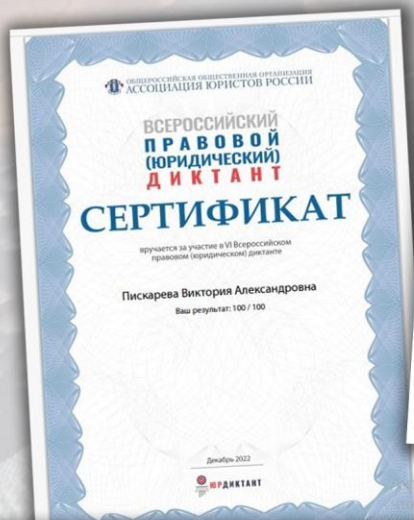 ОБЩЕРОССИЙСКАЯ ОБЩЕСТВЕННАЯ ОРГАНИЗАЦИЯ
АССОЦИАЦИЯ ЮРИСТОВ РОССИИ
ВСЕРОССИЙСКИЙ
ПРАВОВОЙ
(ЮРИДИЧЕСКИЙ)
ДИКТАНТ
СЕРТИФИКАТ
вручается за участие в VI Всероссийском
правовом (юридическом) диктанте
Пискарева Виктория Александровна
Ваш результат: 100 / 100
Декабрь 2022
ЮРДИКТАНТ